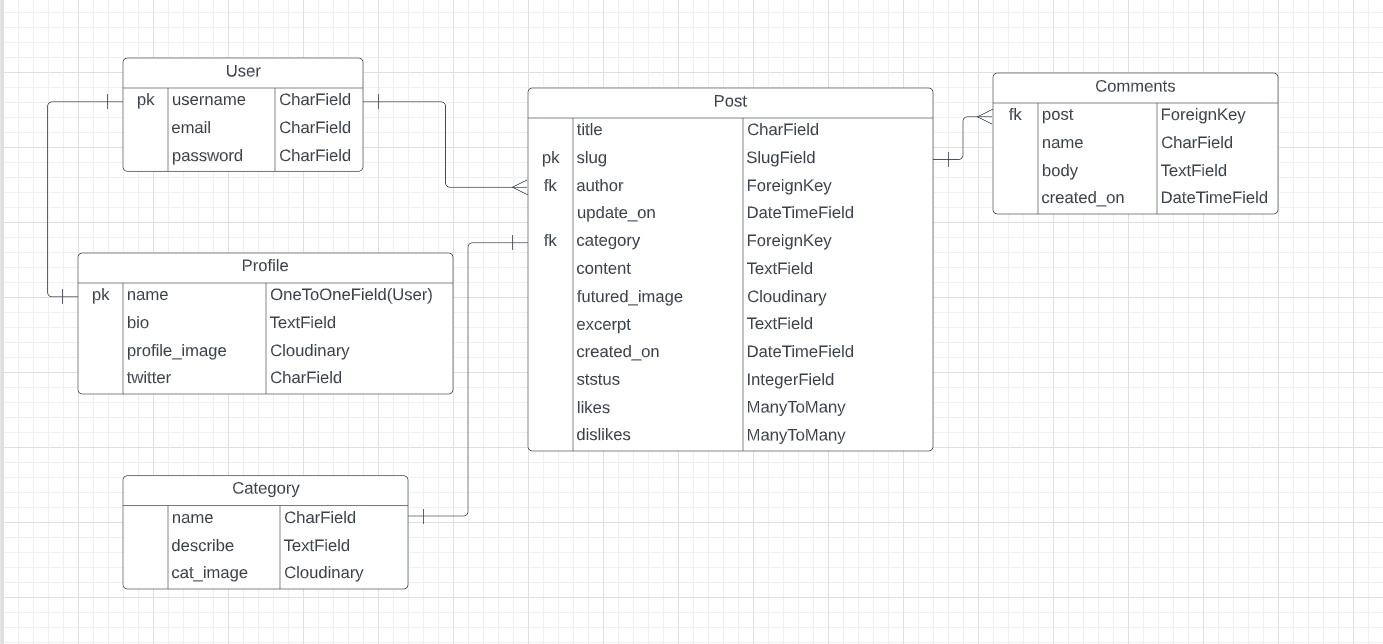 User
pk username CharField
email CharField
password CharField
Profile
pk name OneToOneField(User)
bio TextField
profile_image Cloudinary
twitter CharField
Category
name CharField
describe TextField
cat_image Cloudinary
Post
title CharField
pk slug SlugField
fk author ForeignKey
update_on DateTimeField
fk category ForeignKey
content TextField
futured_image Cloudinary
excerpt TextField
created_on DateTimeField
ststus IntegerField
likes ManyToMany
dislikes ManyToMany
Comments
fk post ForeignKey
name CharField
body TextField
created_on DateTimeField